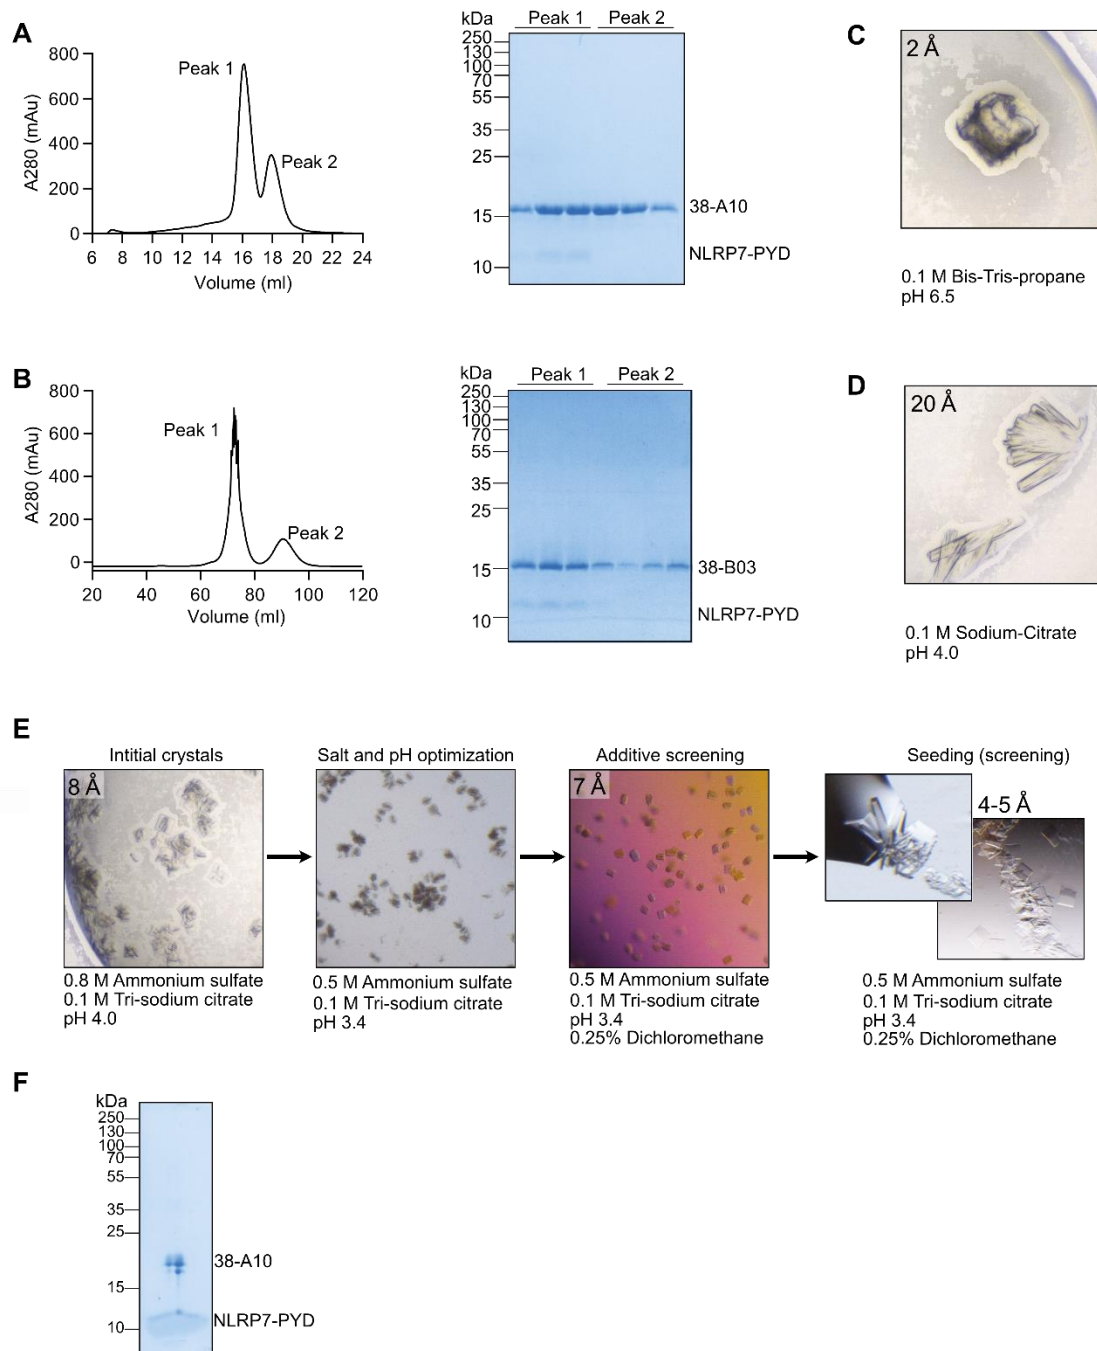 A
800
600
400
200
0
A280 (mAu)
Peak 1
Peak 2
6 8 10 12 14 16 18 20 22 24
Volume (ml)
kDa
Peak 1 Peak 2
250
130
100
70
55
35
25
15
10
38-A10
NLRP7-PYD
C
2 Å
0.1 M Bis-Tris-propane
pH 6.5
B
800
600
400
200
0
A280 (mAu)
Peak 1
Peak 2
20 40 60 80 100 120
Volume (ml)
kDa
Peak 1 Peak 2
250
130
100
70
55
35
25
15
10
38-B03
NLRP7-PYD
D
20 Å
0.1 M Sodium-Citrate
pH 4.0
E
Intitial crystals
8 Å
0.8 M Ammonium sulfate
0.1 M Tri-sodium citrate
pH 4.0
Salt and pH optimization
0.5 M Ammonium sulfate
0.1 M Tri-sodium citrate
pH 3.4
Additive screening
7 Å
0.5 M Ammonium sulfate
0.1 M Tri-sodium citrate
pH 3.4
0.25% Dichloromethane
Seeding (screening)
4-5 Å
0.5 M Ammonium sulfate
0.1 M Tri-sodium citrate
pH 3.4
0.25% Dichloromethane
F
kDa
250
130
100
70
55
35
25
15
10
38-A10
NLRP7-PYD